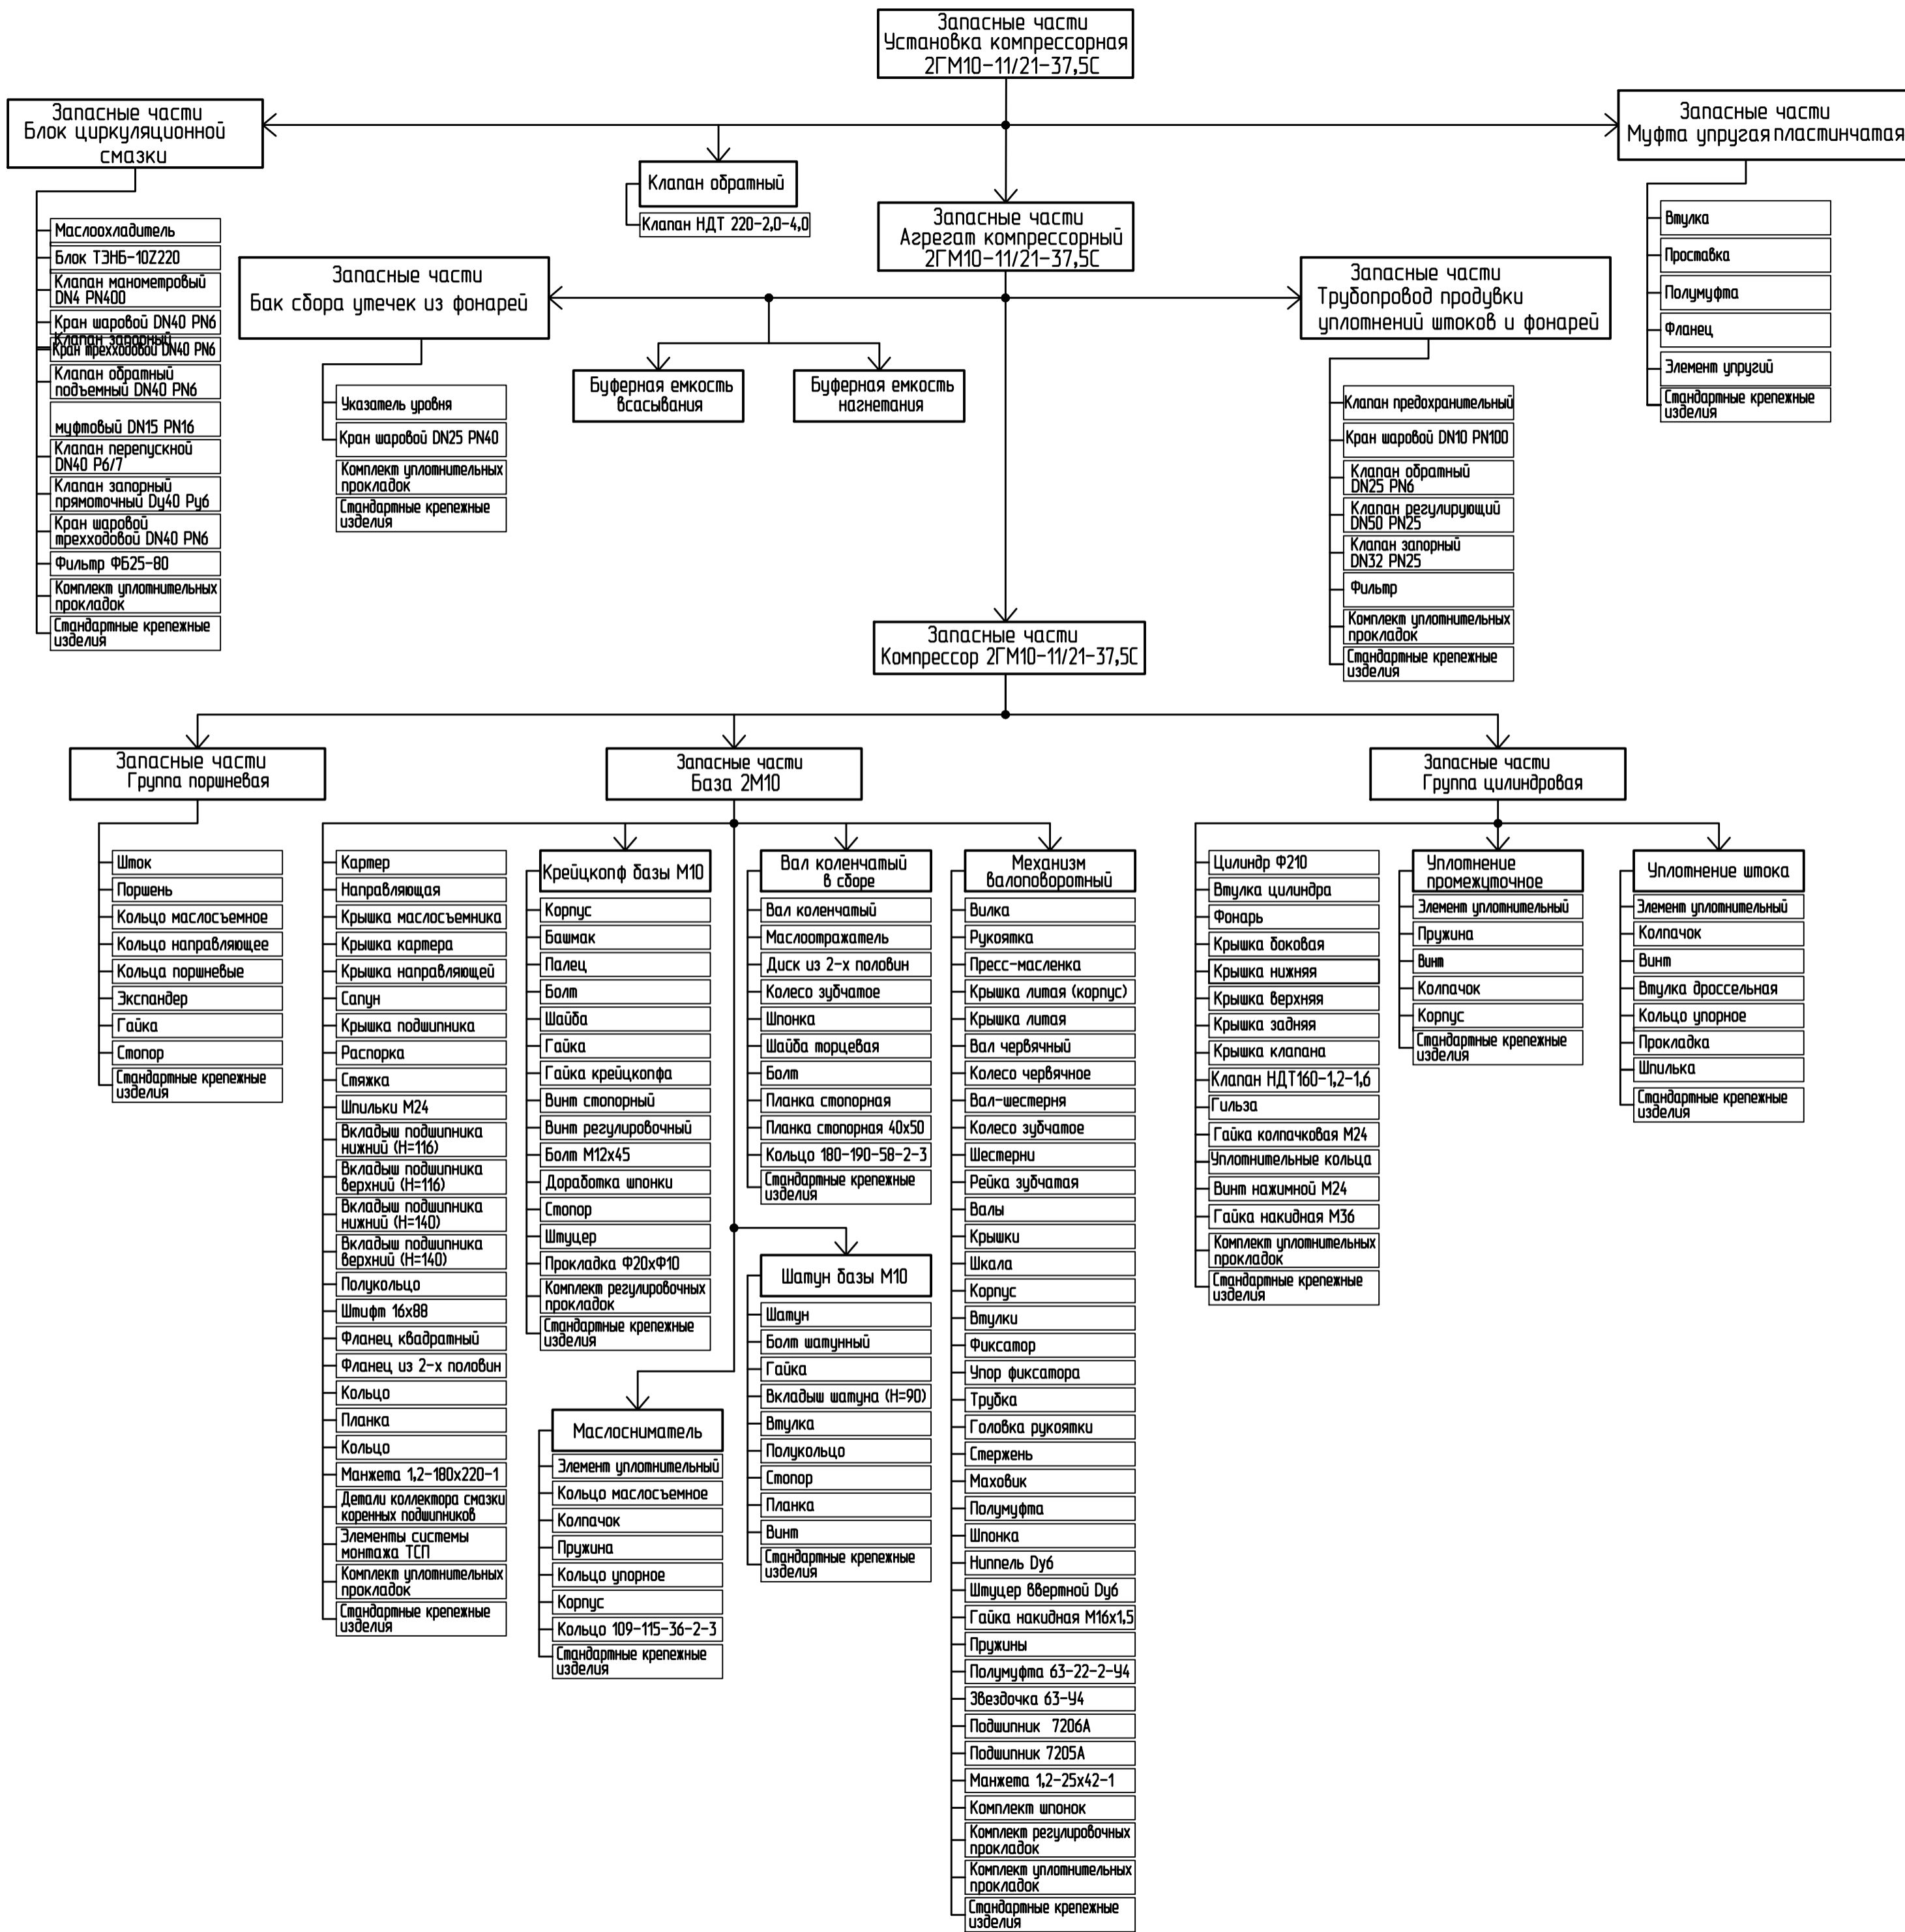 Запасные части
Установка компрессорная
2ГМ10-11/21-37,5С
Запасные части
Блок циркуляционной
смазки
Маслоохладитель
Блок ТЭНБ-10Z220
Клапан манометровый
DN4 PN400
Кран шаровой DN40 PN6
Клапан запорный
Кран трехходовой DN40 PN6
Клапан обратный
подъемный DN40 PN6
муфтовый DN15 PN16
Клапан перепускной
DN40 Р6/7
Клапан запорный
прямоточный Dу40 Ру6
Кран шаровой
трехходовой DN40 PN6
Фильтр ФБ25-80
Комплект уплотнительных
прокладок
Стандартные крепежные
изделия
Клапан обратный
Клапан НДТ 220-2,0-4,0
Запасные части
Муфта упругая пластинчатая
Втулка
Проставка
Полумуфта
Фланец
Элемент упругий
Стандартные крепежные
изделия
Запасные части
Агрегат компрессорный
2ГМ10-11/21-37,5С
Запасные части
Бак сбора утечек из фонарей
Указатель уровня
Кран шаровой DN25 PN40
Комплект уплотнительных
прокладок
Стандартные крепежные
изделия
Буферная емкость
всасывания
Буферная емкость
нагнетания
Запасные части
Трубопровод продувки
уплотнений штоков и фонарей
Клапан предохранительный
Кран шаровой DN10 PN100
Клапан обратный
DN25 PN6
Клапан регулирующий
DN50 PN25
Клапан запорный
DN32 PN25
Фильтр
Комплект уплотнительных
прокладок
Стандартные крепежные
изделия
Запасные части
Компрессор 2ГМ10-11/21-37,5С
Запасные части
Группа поршневая
Шток
Поршень
Кольцо маслосъемное
Кольцо направляющее
Кольца поршневые
Экспандер
Гайка
Стопор
Стандартные крепежные
изделия
Запасные части
База 2М10
Картер
Направляющая
Крышка маслосъемника
Крышка картера
Крышка направляющей
Сапун
Крышка подшипника
Распорка
Стяжка
Шпильки М24
Вкладыш подшипника
нижний (Н=116)
Вкладыш подшипника
верхний (Н=116)
Вкладыш подшипника
нижний (Н=140)
Вкладыш подшипника
верхний (Н=140)
Полукольцо
Штифт 16х88
Фланец квадратный
Фланец из 2-х половин
Кольцо
Планка
Кольцо
Манжета 1,2-180х220-1
Детали коллектора смазки
коренных подшипников
Элементы системы
монтажа ТСП
Комплект уплотнительных
прокладок
Стандартные крепежные
изделия
Крейцкопф базы М10
Корпус
Башмак
Палец
Болт
Шайба
Гайка
Гайка крейцкопфа
Винт стопорный
Винт регулировочный
Болт М12х45
Доработка шпонки
Стопор
Штуцер
Прокладка Ф20хФ10
Комплект регулировочных
прокладок
Стандартные крепежные
изделия
Маслосниматель
Элемент уплотнительный
Кольцо маслосъемное
Колпачок
Пружина
Кольцо упорное
Корпус
Кольцо 109-115-36-2-3
Стандартные крепежные
изделия
Вал коленчатый
в сборе
Вал коленчатый
Маслоотражатель
Диск из 2-х половин
Колесо зубчатое
Шпонка
Шайба торцевая
Болт
Планка стопорная
Планка стопорная 40х50
Кольцо 180-190-58-2-3
Стандартные крепежные
изделия
Шатун базы М10
Шатун
Болт шатунный
Гайка
Вкладыш шатуна (Н=90)
Втулка
Полукольцо
Стопор
Планка
Винт
Стандартные крепежные
изделия
Механизм
валоповоротный
Вилка
Рукоятка
Пресс-масленка
Крышка литая (корпус)
Крышка литая
Вал червячный
Колесо червячное
Вал-шестерня
Колесо зубчатое
Шестерни
Рейка зубчатая
Валы
Крышки
Шкала
Корпус
Втулки
Фиксатор
Упор фиксатора
Трубка
Головка рукоятки
Стержень
Маховик
Полумуфта
Шпонка
Ниппель Dу6
Штуцер ввертной Dу6
Гайка накидная М16х1,5
Пружины
Полумуфта 63-22-2-У4
Звездочка 63-У4
Подшипник 7206А
Подшипник 7205А
Манжета 1,2-25х42-1
Комплект шпонок
Комплект регулировочных
прокладок
Комплект уплотнительных
прокладок
Стандартные крепежные
изделия
Запасные части
Группа цилиндровая
Цилиндр Ф210
Втулка цилиндра
Фонарь
Крышка боковая
Крышка нижняя
Крышка верхняя
Крышка задняя
Крышка клапана
Клапан НДТ160-1,2-1,6
Гильза
Гайка колпачковая М24
Уплотнительные кольца
Винт нажимной М24
Гайка накидная М36
Комплект уплотнительных
прокладок
Стандартные крепежные
изделия
Уплотнение
промежуточное
Элемент уплотнительный
Пружина
Винт
Колпачок
Корпус
Стандартные крепежные
изделия
Уплотнение штока
Элемент уплотнительный
Колпачок
Винт
Втулка дроссельная
Кольцо упорное
Прокладка
Шпилька
Стандартные крепежные
изделия